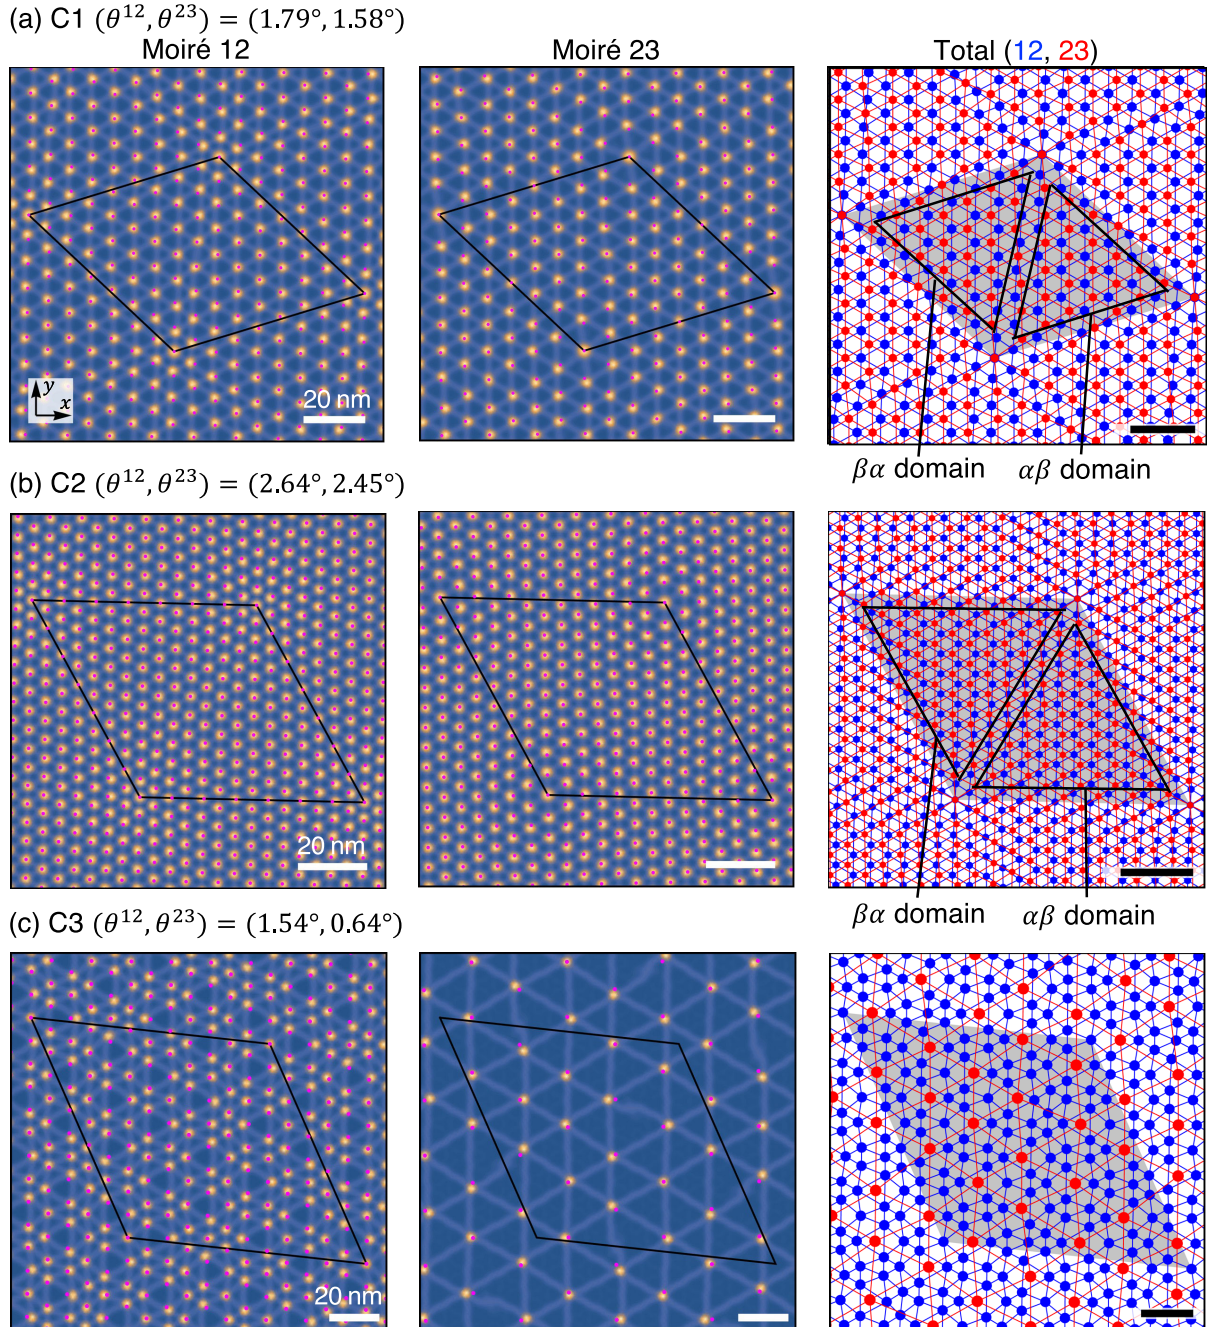 (a) C1 (θ¹², θ²³) = (1.79°, 1.58°)
Moiré 12 Moiré 23 Total (12, 23)
y
x
20 nm
βα domain αβ domain
(b) C2 (θ¹², θ²³) = (2.64°, 2.45°)
20 nm
βα domain αβ domain
(c) C3 (θ¹², θ²³) = (1.54°, 0.64°)
20 nm